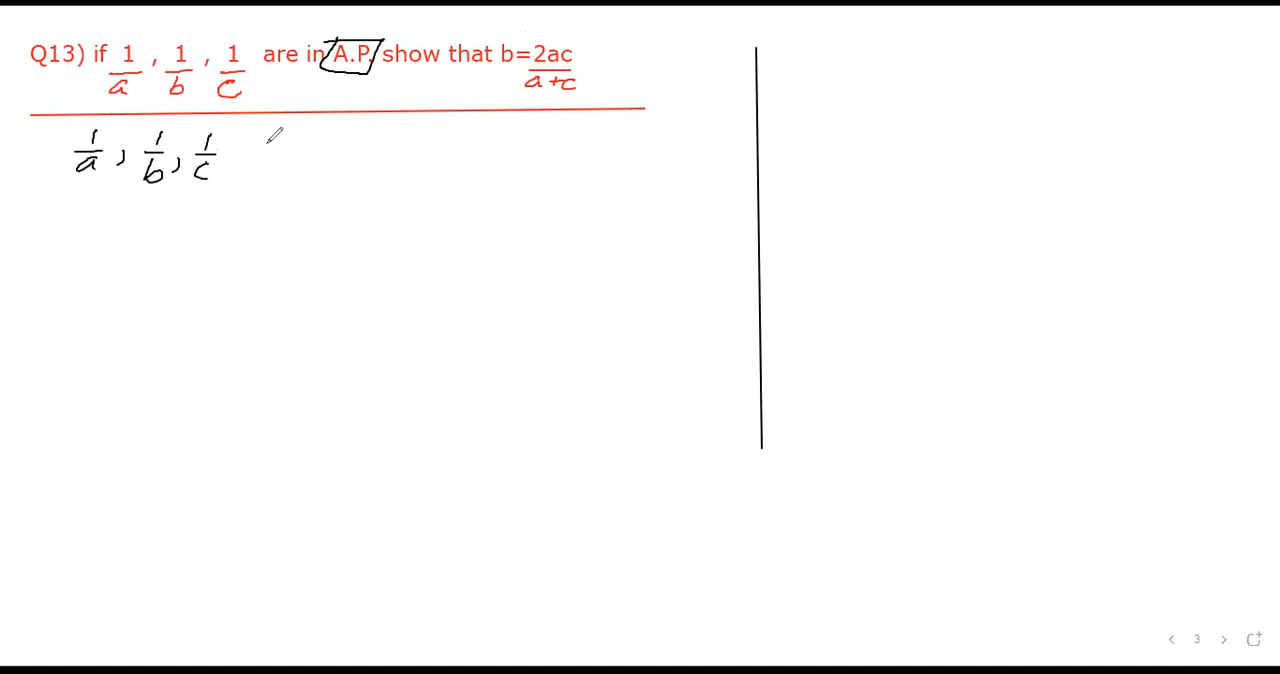 Q13) if 1/a , 1/b , 1/c are in A.P. show that b=2ac/a+c
1/a , 1/b , 1/c
3